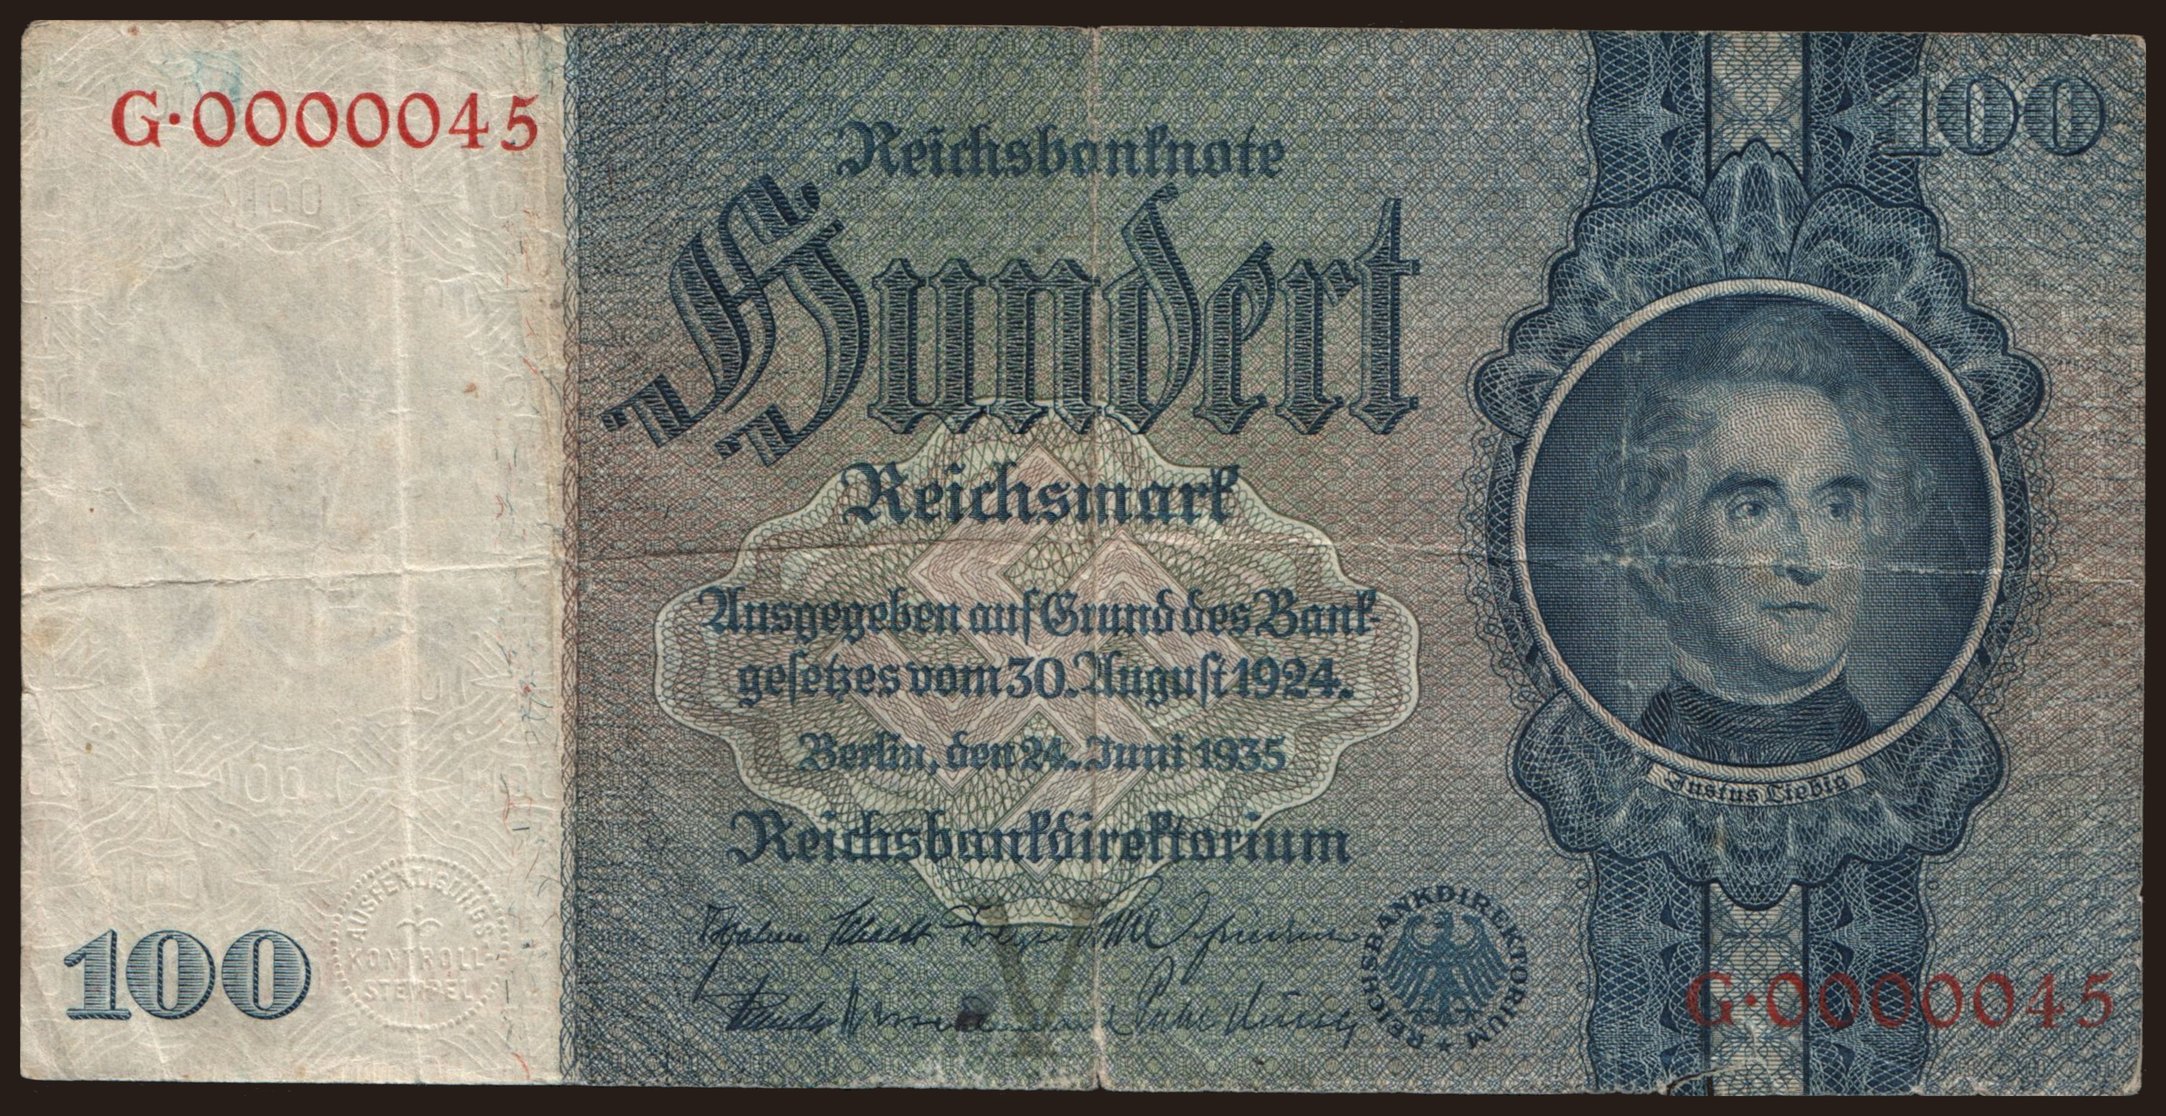 G·0000045
100
Reichsbanknote
Hundert
Reichsmark
Ausgegeben auf Grund des Bank-
gesetzes vom 30. August 1924.
Berlin, den 24. Juni 1935
Reichsbankdirektorium
Justus Liebig
REICHSBANKDIREKTORIUM
V
100
AUSFERTIGUNGS-
KONTROLL-
STEMPEL
G·0000045